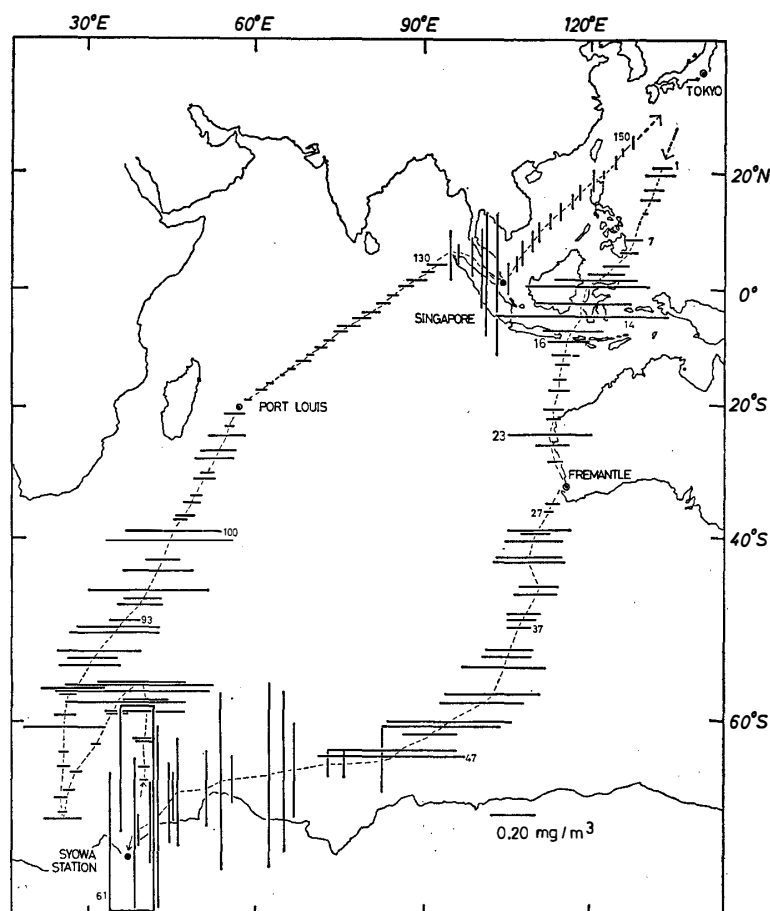 30°E 60°E 90°E 120°E
TOKYO
150
1
20°N
7
130
0°
SINGAPORE
14
16
PORT LOUIS
20°S
23
FREMANTLE
27
100
40°S
93
37
60°S
47
0.20 mg/m³
SYOWA
STATION
61